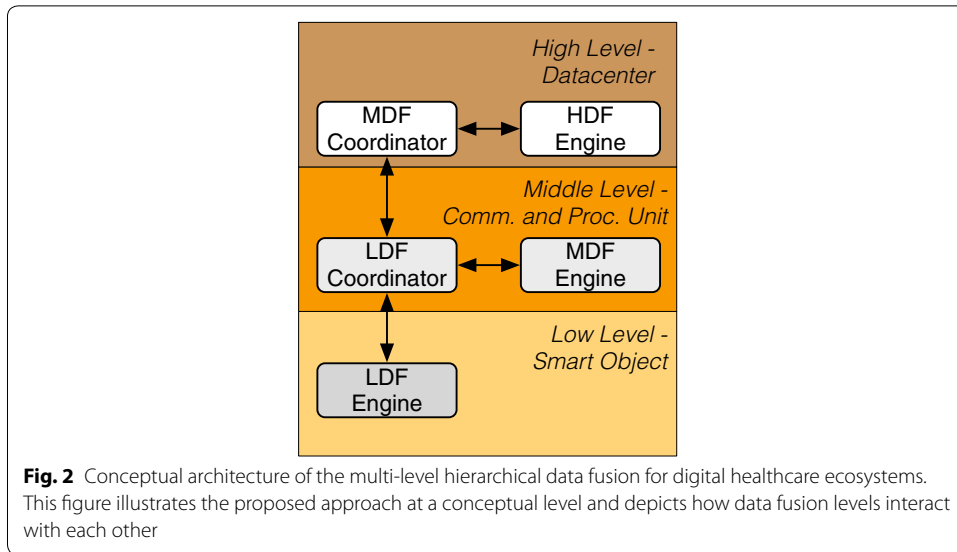 High Level -
Datacenter
MDF
Coordinator
HDF
Engine
Middle Level -
Comm. and Proc. Unit
LDF
Coordinator
MDF
Engine
Low Level -
Smart Object
LDF
Engine
Fig. 2 Conceptual architecture of the multi-level hierarchical data fusion for digital healthcare ecosystems.
This figure illustrates the proposed approach at a conceptual level and depicts how data fusion levels interact
with each other